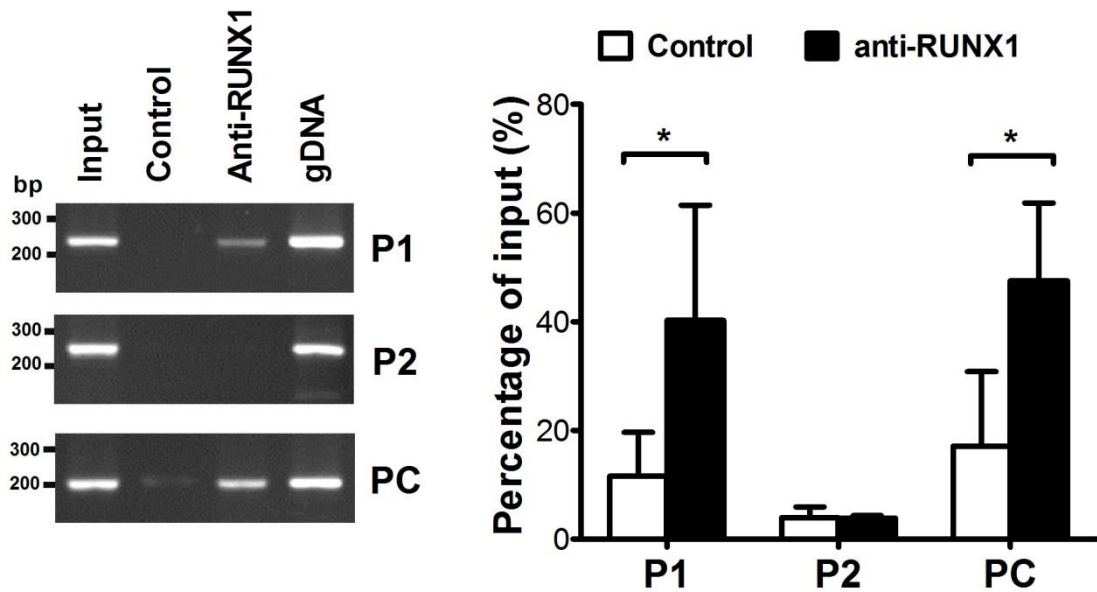 Input
Control
Anti-RUNX1
gDNA
bp
300
200
P1
300
200
P2
300
200
PC
Control
anti-RUNX1
Percentage of input (%)
80
60
40
20
0
*
*
P1
P2
PC